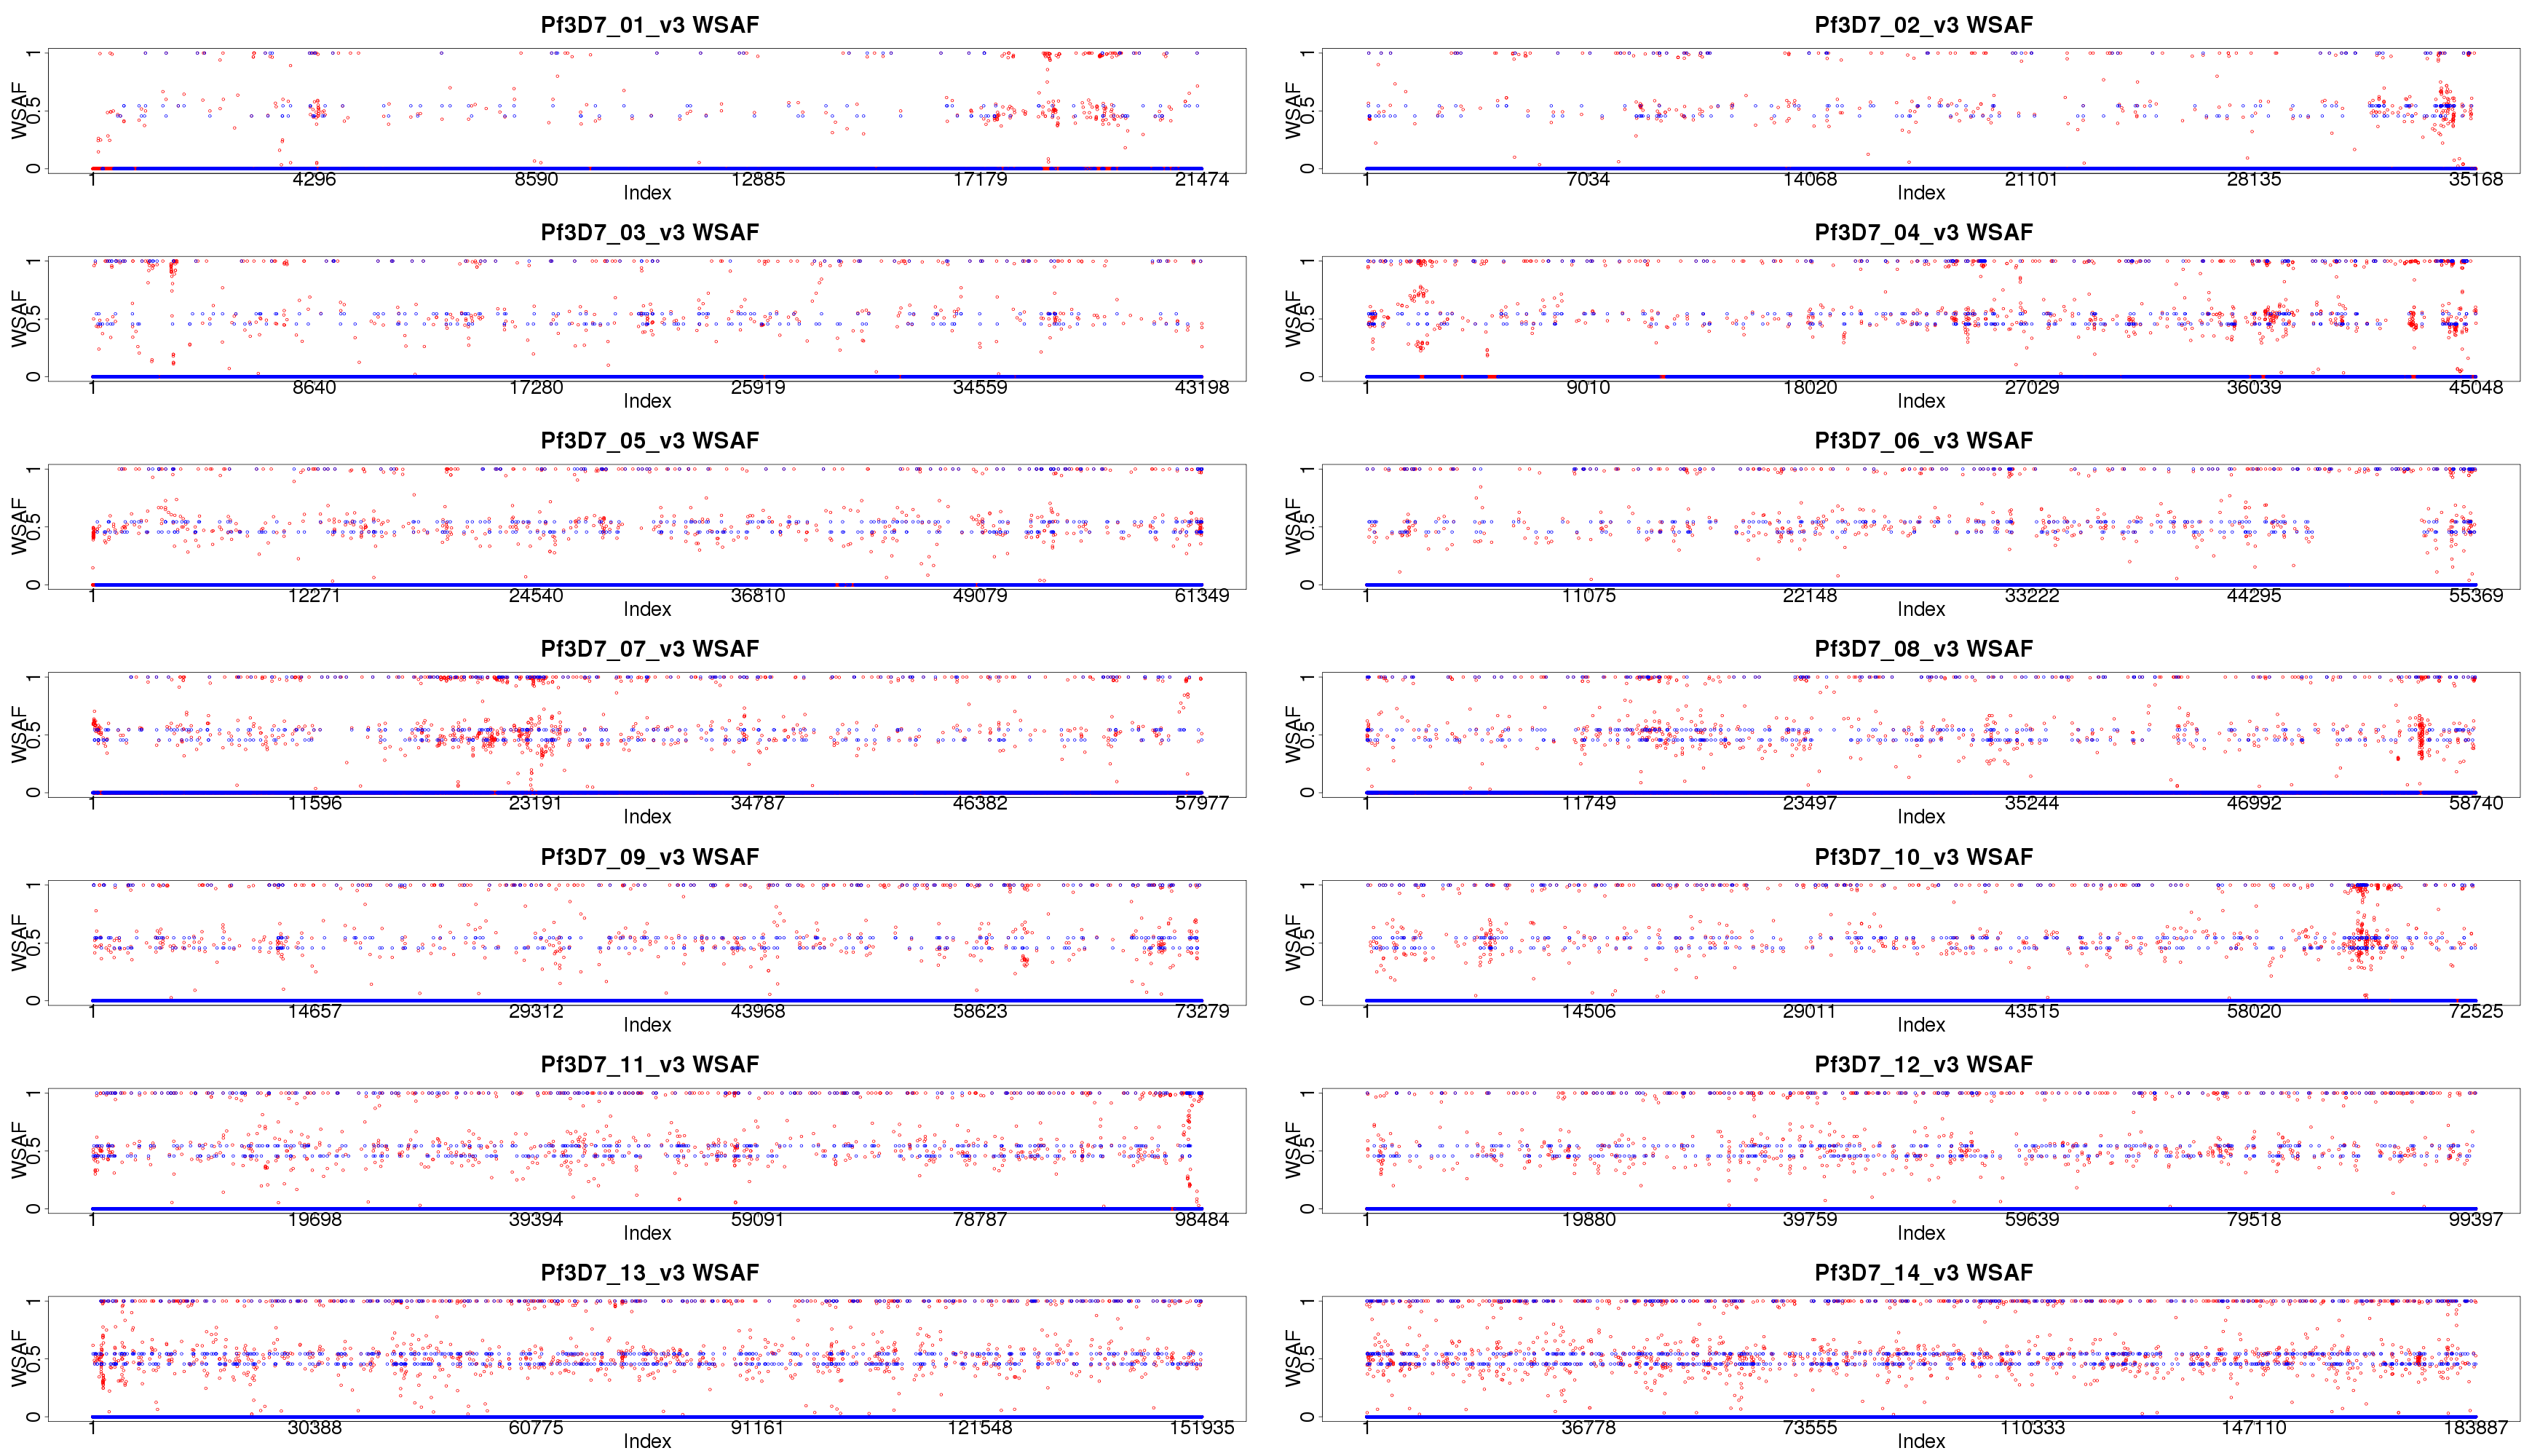 Pf3D7_01_v3 WSAF
WSAF
0 0.5 1
1 4296 8590 12885 17179 21474
Index
Pf3D7_02_v3 WSAF
WSAF
0 0.5 1
1 7034 14068 21101 28135 35168
Index
Pf3D7_03_v3 WSAF
WSAF
0 0.5 1
1 8640 17280 25919 34559 43198
Index
Pf3D7_04_v3 WSAF
WSAF
0 0.5 1
1 9010 18020 27029 36039 45048
Index
Pf3D7_05_v3 WSAF
WSAF
0 0.5 1
1 12271 24540 36810 49079 61349
Index
Pf3D7_06_v3 WSAF
WSAF
0 0.5 1
1 11075 22148 33222 44295 55369
Index
Pf3D7_07_v3 WSAF
WSAF
0 0.5 1
1 11596 23191 34787 46382 57977
Index
Pf3D7_08_v3 WSAF
WSAF
0 0.5 1
1 11749 23497 35244 46992 58740
Index
Pf3D7_09_v3 WSAF
WSAF
0 0.5 1
1 14657 29312 43968 58623 73279
Index
Pf3D7_10_v3 WSAF
WSAF
0 0.5 1
1 14506 29011 43515 58020 72525
Index
Pf3D7_11_v3 WSAF
WSAF
0 0.5 1
1 19698 39394 59091 78787 98484
Index
Pf3D7_12_v3 WSAF
WSAF
0 0.5 1
1 19880 39759 59639 79518 99397
Index
Pf3D7_13_v3 WSAF
WSAF
0 0.5 1
1 30388 60775 91161 121548 151935
Index
Pf3D7_14_v3 WSAF
WSAF
0 0.5 1
1 36778 73555 110333 147110 183887
Index